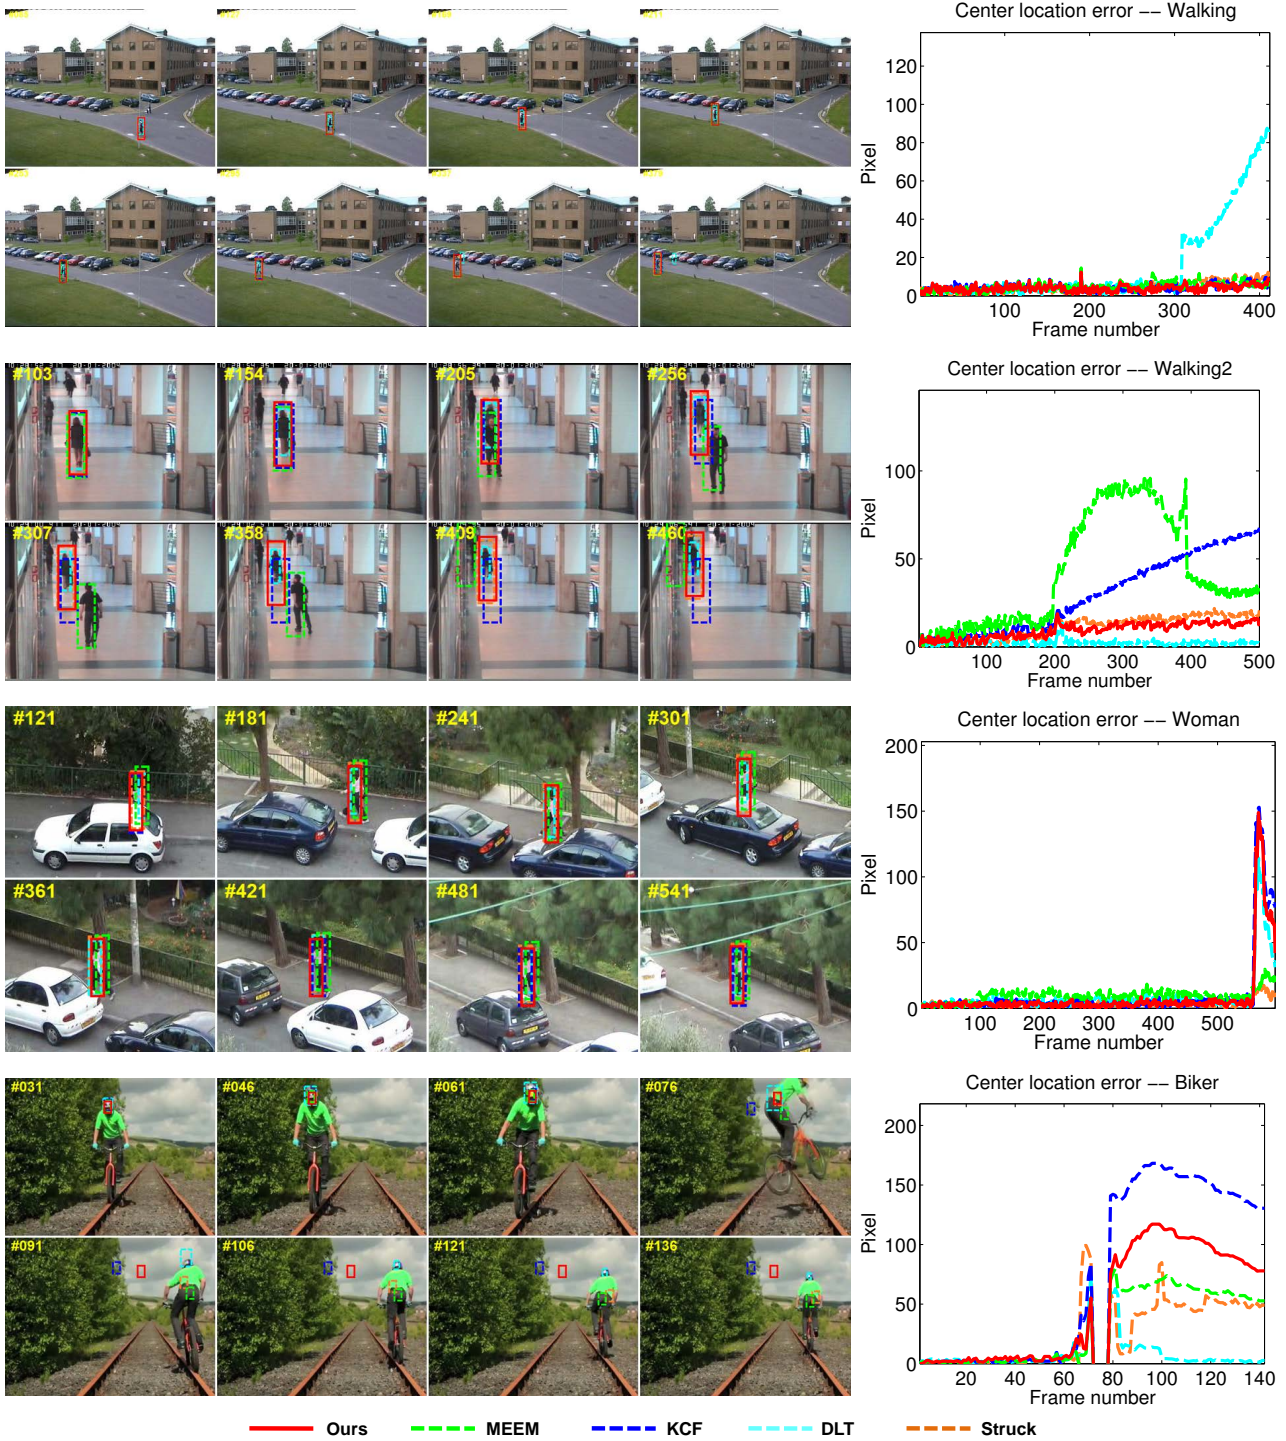 Center location error -- Walking
Pixel
120
100
80
60
40
20
0
100 200 300 400
Frame number
#103 #154 #205 #256
#307 #358 #409 #460
Center location error -- Walking2
Pixel
100
50
0
100 200 300 400 500
Frame number
#121 #181 #241 #301
#361 #421 #481 #541
Center location error -- Woman
Pixel
200
150
100
50
0
100 200 300 400 500
Frame number
#031 #046 #061 #076
#091 #106 #121 #136
Center location error -- Biker
Pixel
200
150
100
50
0
20 40 60 80 100 120 140
Frame number
Ours MEEM KCF DLT Struck